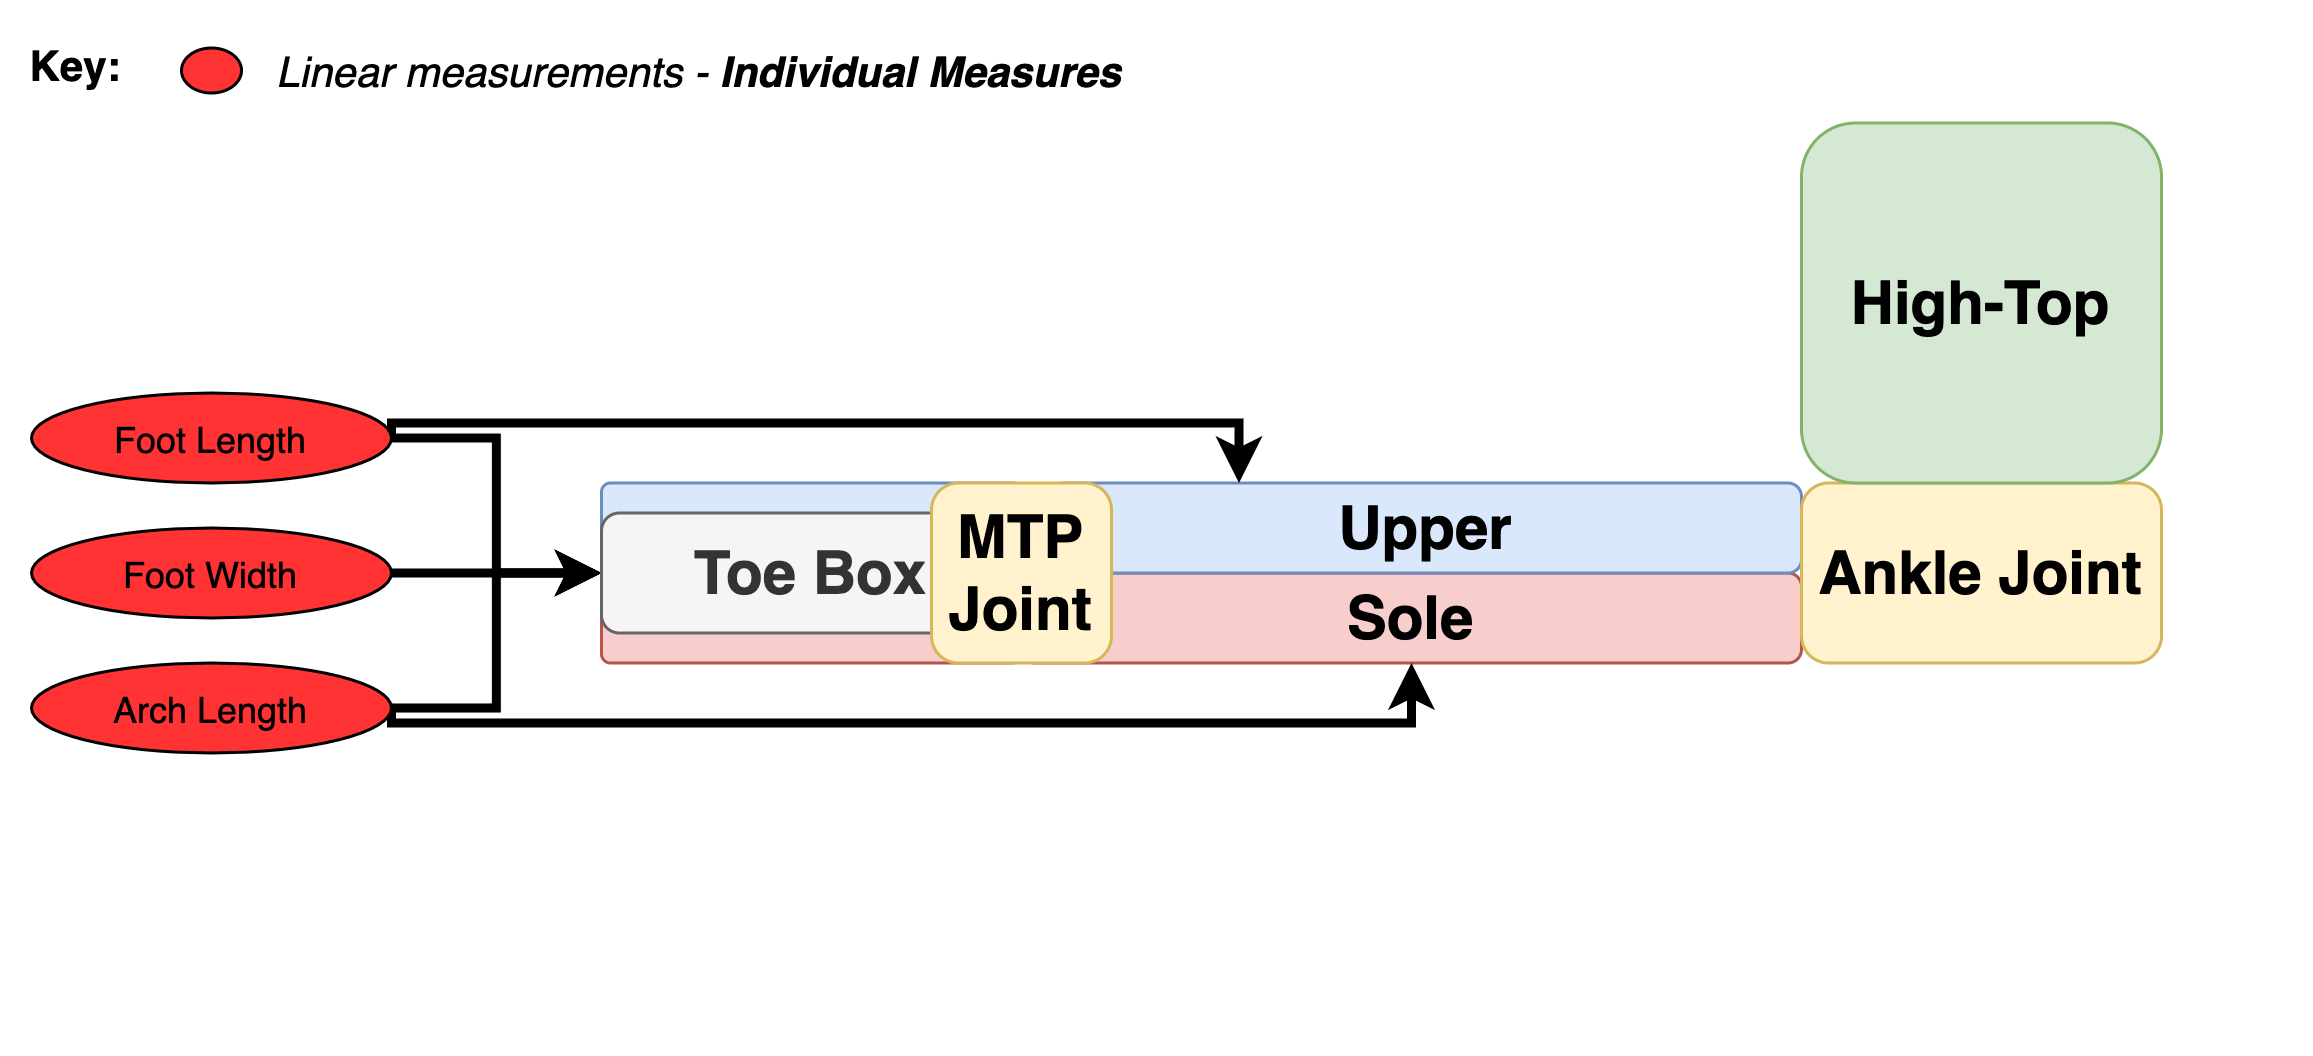 Key:
Linear measurements - Individual Measures
High-Top
Foot Length
Foot Width
Arch Length
Toe Box
MTP
Joint
Upper
Sole
Ankle Joint